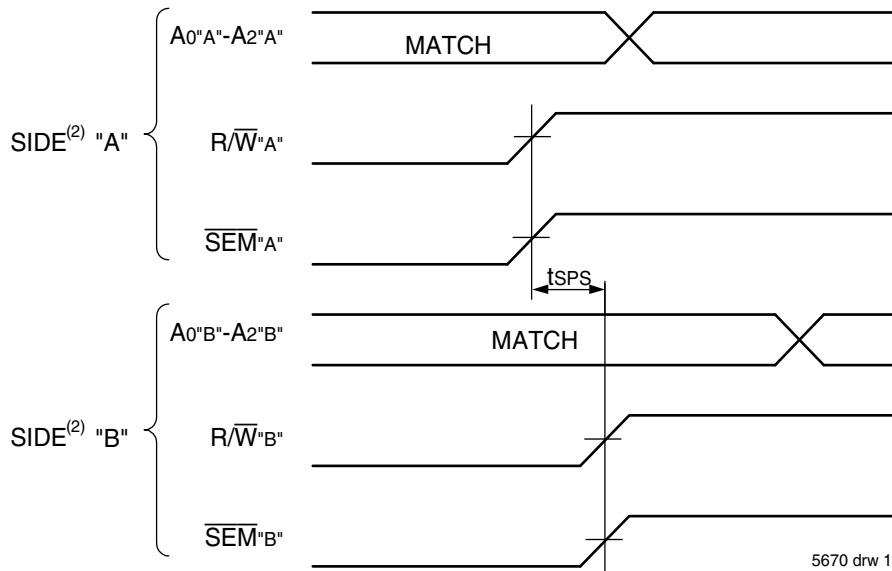 A0"A"-A2"A"
MATCH
SIDE(2) "A"
R/W"A"
SEM"A"
tSPS
A0"B"-A2"B"
MATCH
SIDE(2) "B"
R/W"B"
SEM"B"
5670 drw 1